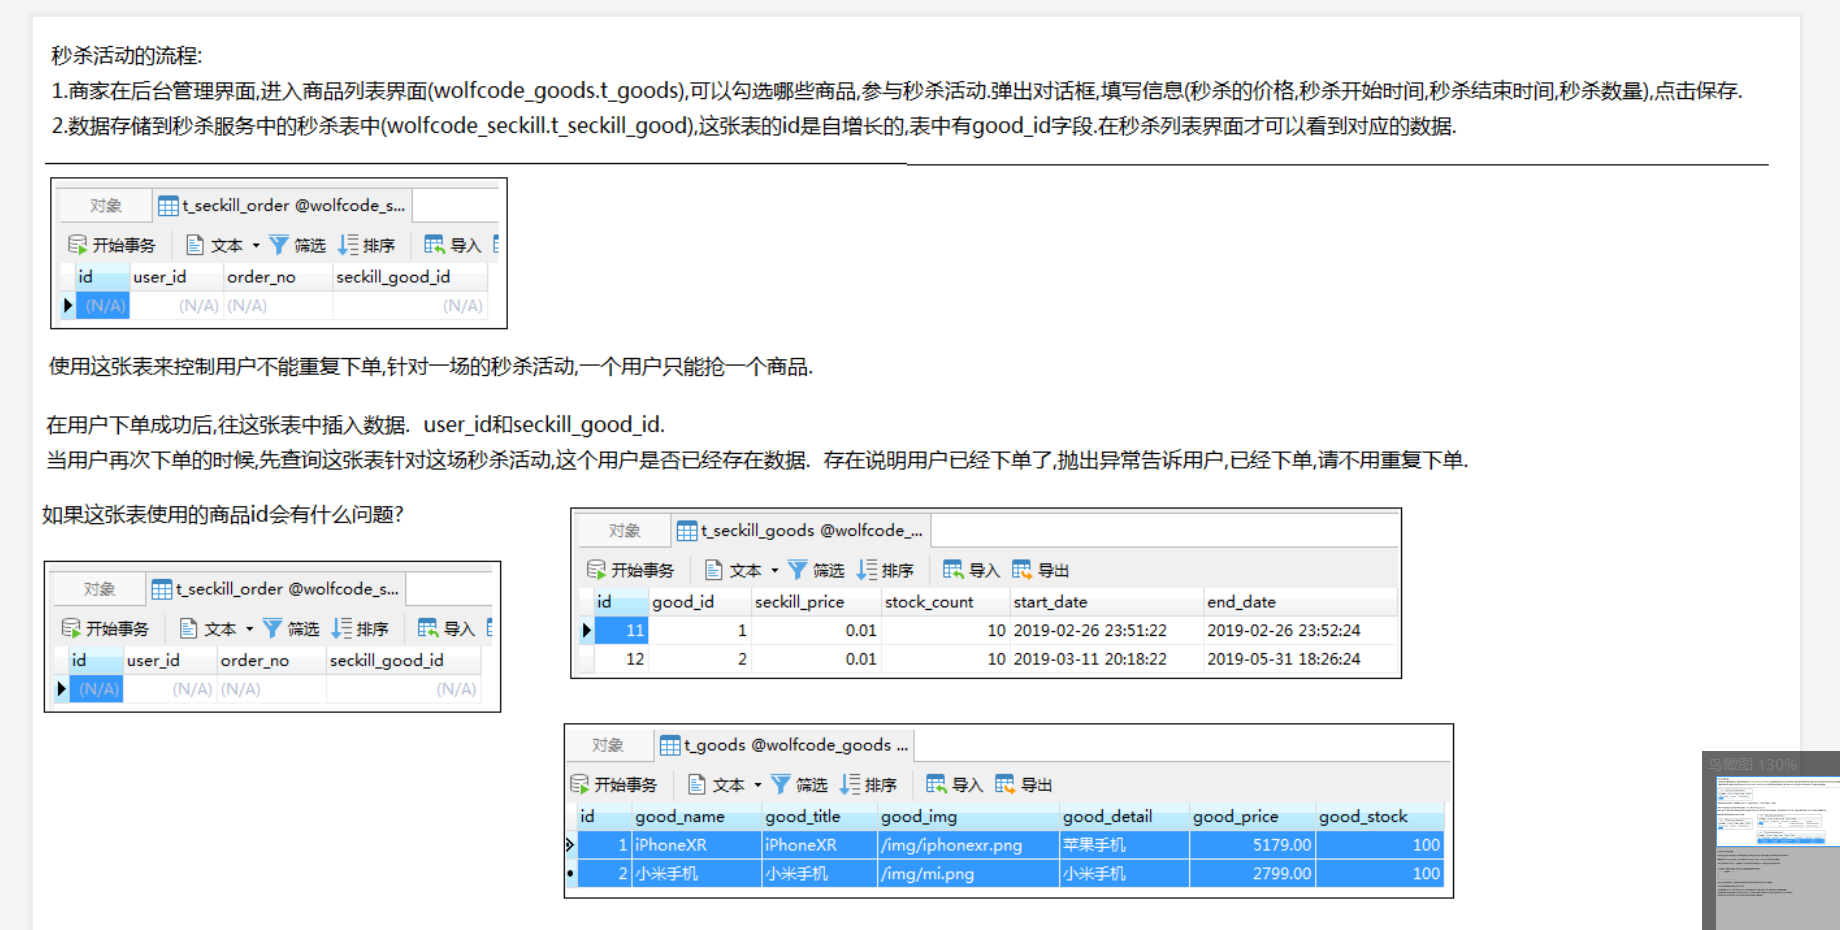 秒杀活动的流程:
1.商家在后台管理界面,进入商品列表界面(wolfcode_goods.t_goods),可以勾选哪些商品,参与秒杀活动.弹出对话框,填写信息(秒杀的价格,秒杀开始时间,秒杀结束时间,秒杀数量),点击保存.
2.数据存储到秒杀服务中的秒杀表中(wolfcode_seckill.t_seckill_good),这张表的id是自增长的,表中有good_id字段.在秒杀列表界面才可以看到对应的数据.
对象 t_seckill_order @wolfcode_s...
开始事务 文本 筛选 排序 导入
id user_id order_no seckill_good_id
(N/A) (N/A) (N/A) (N/A)
使用这张表来控制用户不能重复下单,针对一场的秒杀活动,一个用户只能抢一个商品.
在用户下单成功后,往这张表中插入数据. user_id和seckill_good_id.
当用户再次下单的时候,先查询这张表针对这场秒杀活动,这个用户是否已经存在数据. 存在说明用户已经下单了,抛出异常告诉用户,已经下单,请不用重复下单.
如果这张表使用的商品id会有什么问题?
对象 t_seckill_order @wolfcode_s...
开始事务 文本 筛选 排序 导入
id user_id order_no seckill_good_id
(N/A) (N/A) (N/A) (N/A)
对象 t_seckill_goods @wolfcode_...
开始事务 文本 筛选 排序 导入 导出
id good_id seckill_price stock_count start_date end_date
11 1 0.01 10 2019-02-26 23:51:22 2019-02-26 23:52:24
12 2 0.01 10 2019-03-11 20:18:22 2019-05-31 18:26:24
对象 t_goods @wolfcode_goods ...
开始事务 文本 筛选 排序 导入 导出
id good_name good_title good_img good_detail good_price good_stock
1 iPhoneXR iPhoneXR /img/iphonexr.png 苹果手机 5179.00 100
2 小米手机 小米手机 /img/mi.png 小米手机 2799.00 100
鸟瞰图 130%